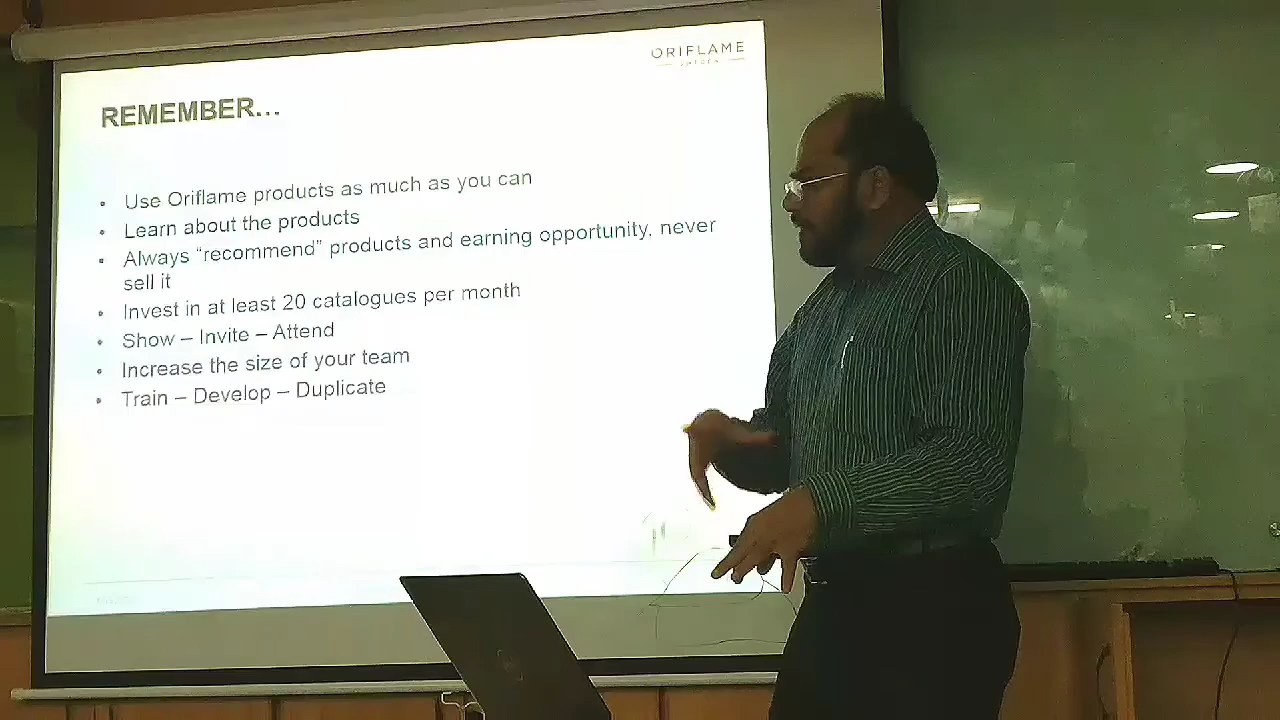 ORIFLAME
SWEDEN
REMEMBER...
• Use Oriflame products as much as you can
• Learn about the products
• Always “recommend” products and earning opportunity, never
sell it
• Invest in at least 20 catalogues per month
• Show – Invite – Attend
• Increase the size of your team
• Train – Develop – Duplicate